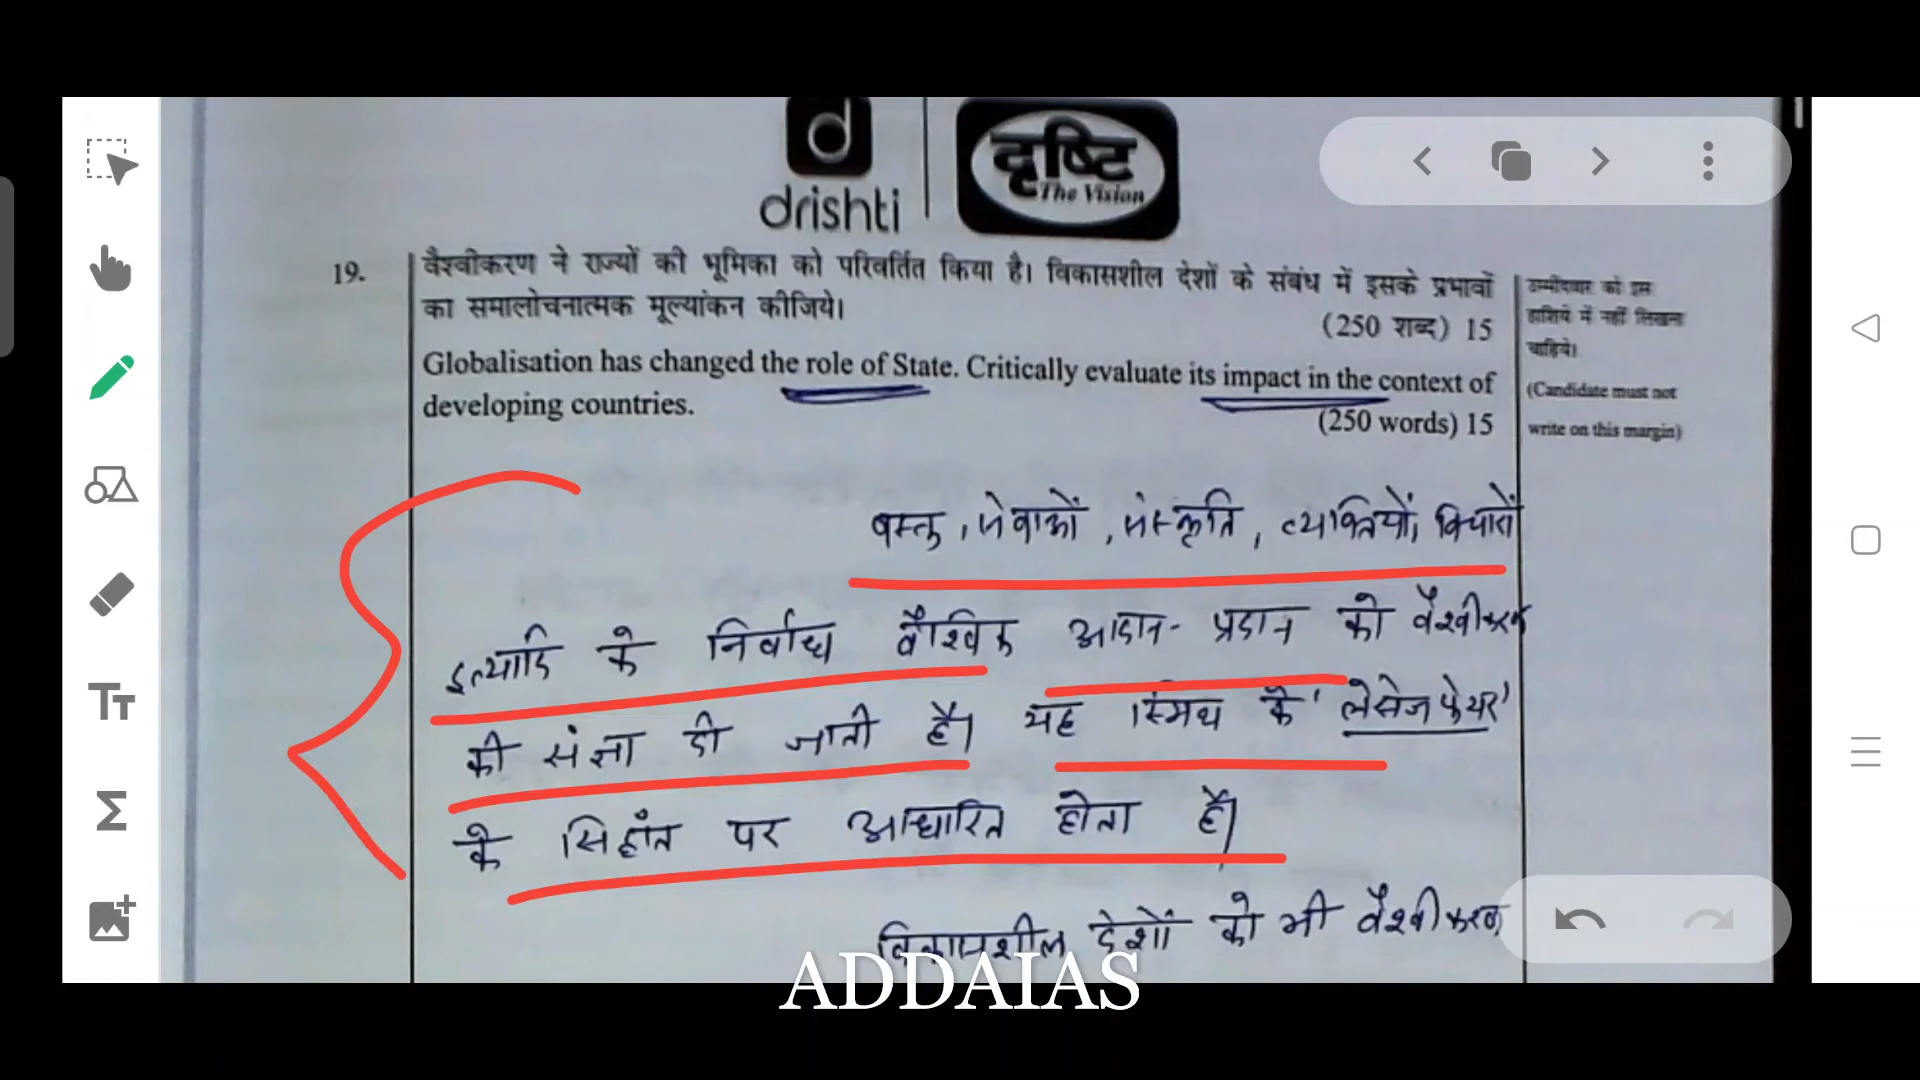 drishti
दृष्टि
The Vision
19.
वैश्वीकरण ने राज्यों की भूमिका को परिवर्तित किया है। विकासशील देशों के संबंध में इसके प्रभावों
का समालोचनात्मक मूल्यांकन कीजिये।
(250 शब्द) 15
Globalisation has changed the role of State. Critically evaluate its impact in the context of
developing countries.
(250 words) 15
उम्मीदवार को इस
हाशिये में नहीं लिखना
चाहिये।
(Candidate must not
write on this margin)
वस्तु, सेवाओं, संस्कृति, व्यक्तियों, विचारों
इत्यादि के निर्बाध वैश्विक आदान-प्रदान को वैश्वीकरण
की संज्ञा दी जाती है। यह स्मिथ के 'लेसेज फेयर'
के सिद्धांत पर आधारित होता है।
विकासशील देशों को भी वैश्वीकरण
ADDAIAS